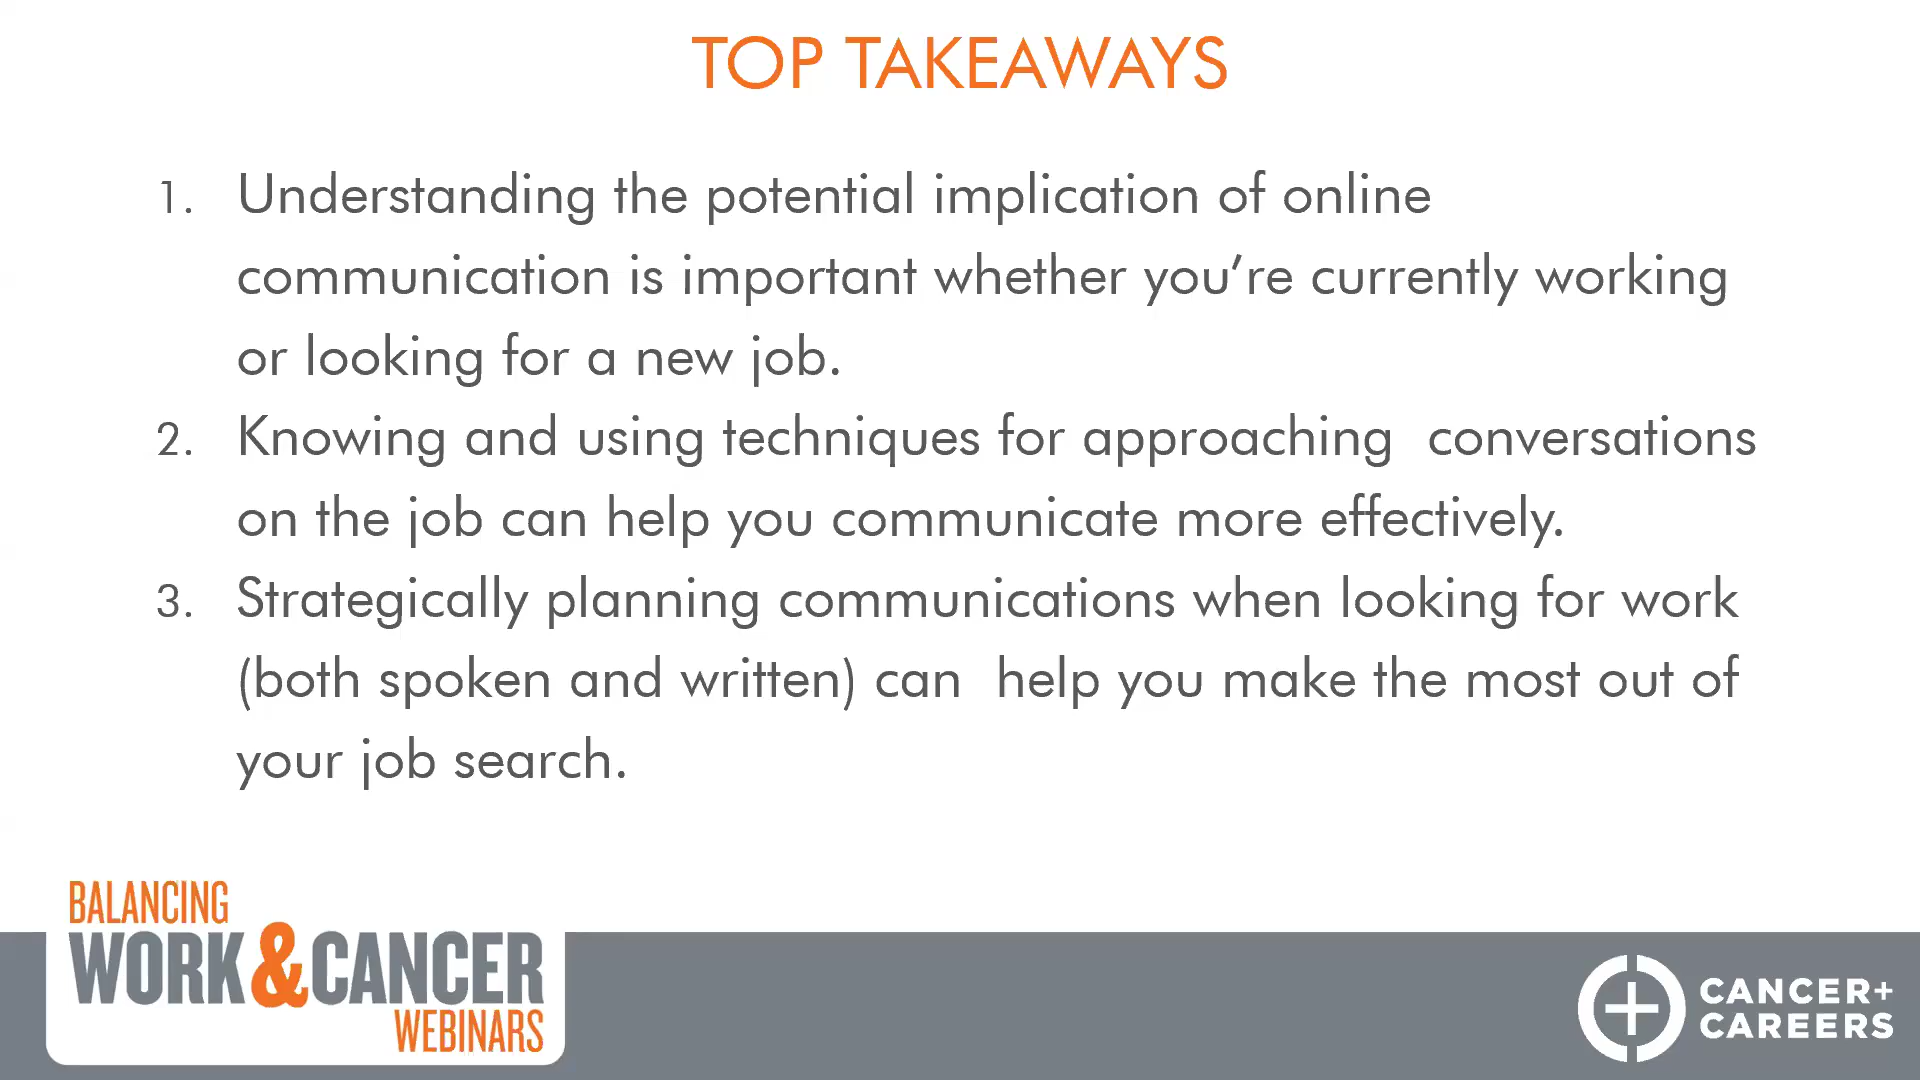 TOP TAKEAWAYS
1. Understanding the potential implication of online
communication is important whether you’re currently working
or looking for a new job.
2. Knowing and using techniques for approaching  conversations
on the job can help you communicate more effectively.
3. Strategically planning communications when looking for work
(both spoken and written) can  help you make the most out of
your job search.
BALANCING
WORK & CANCER
WEBINARS
CANCER+
CAREERS